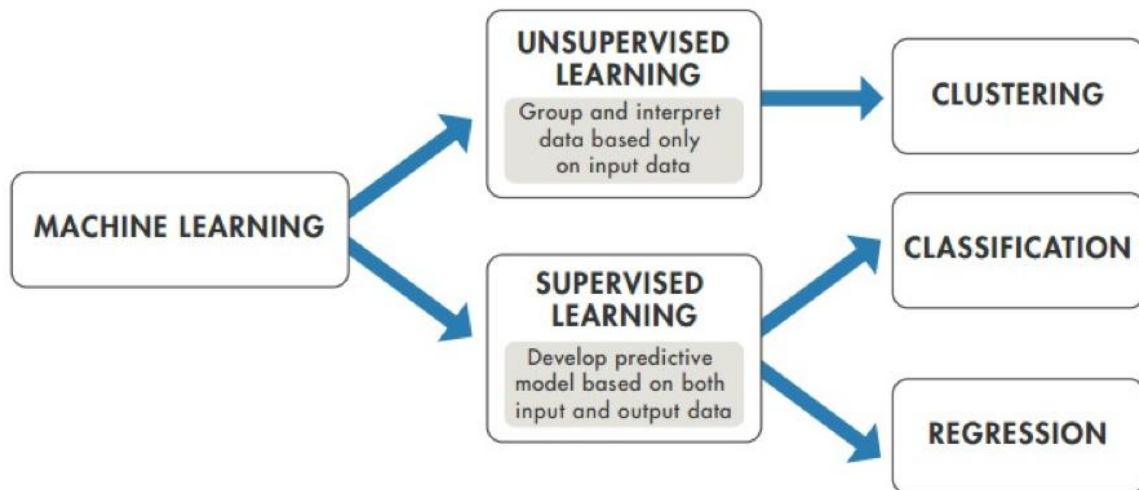 MACHINE LEARNING
UNSUPERVISED
LEARNING
Group and interpret
data based only
on input data
CLUSTERING
SUPERVISED
LEARNING
Develop predictive
model based on both
input and output data
CLASSIFICATION
REGRESSION